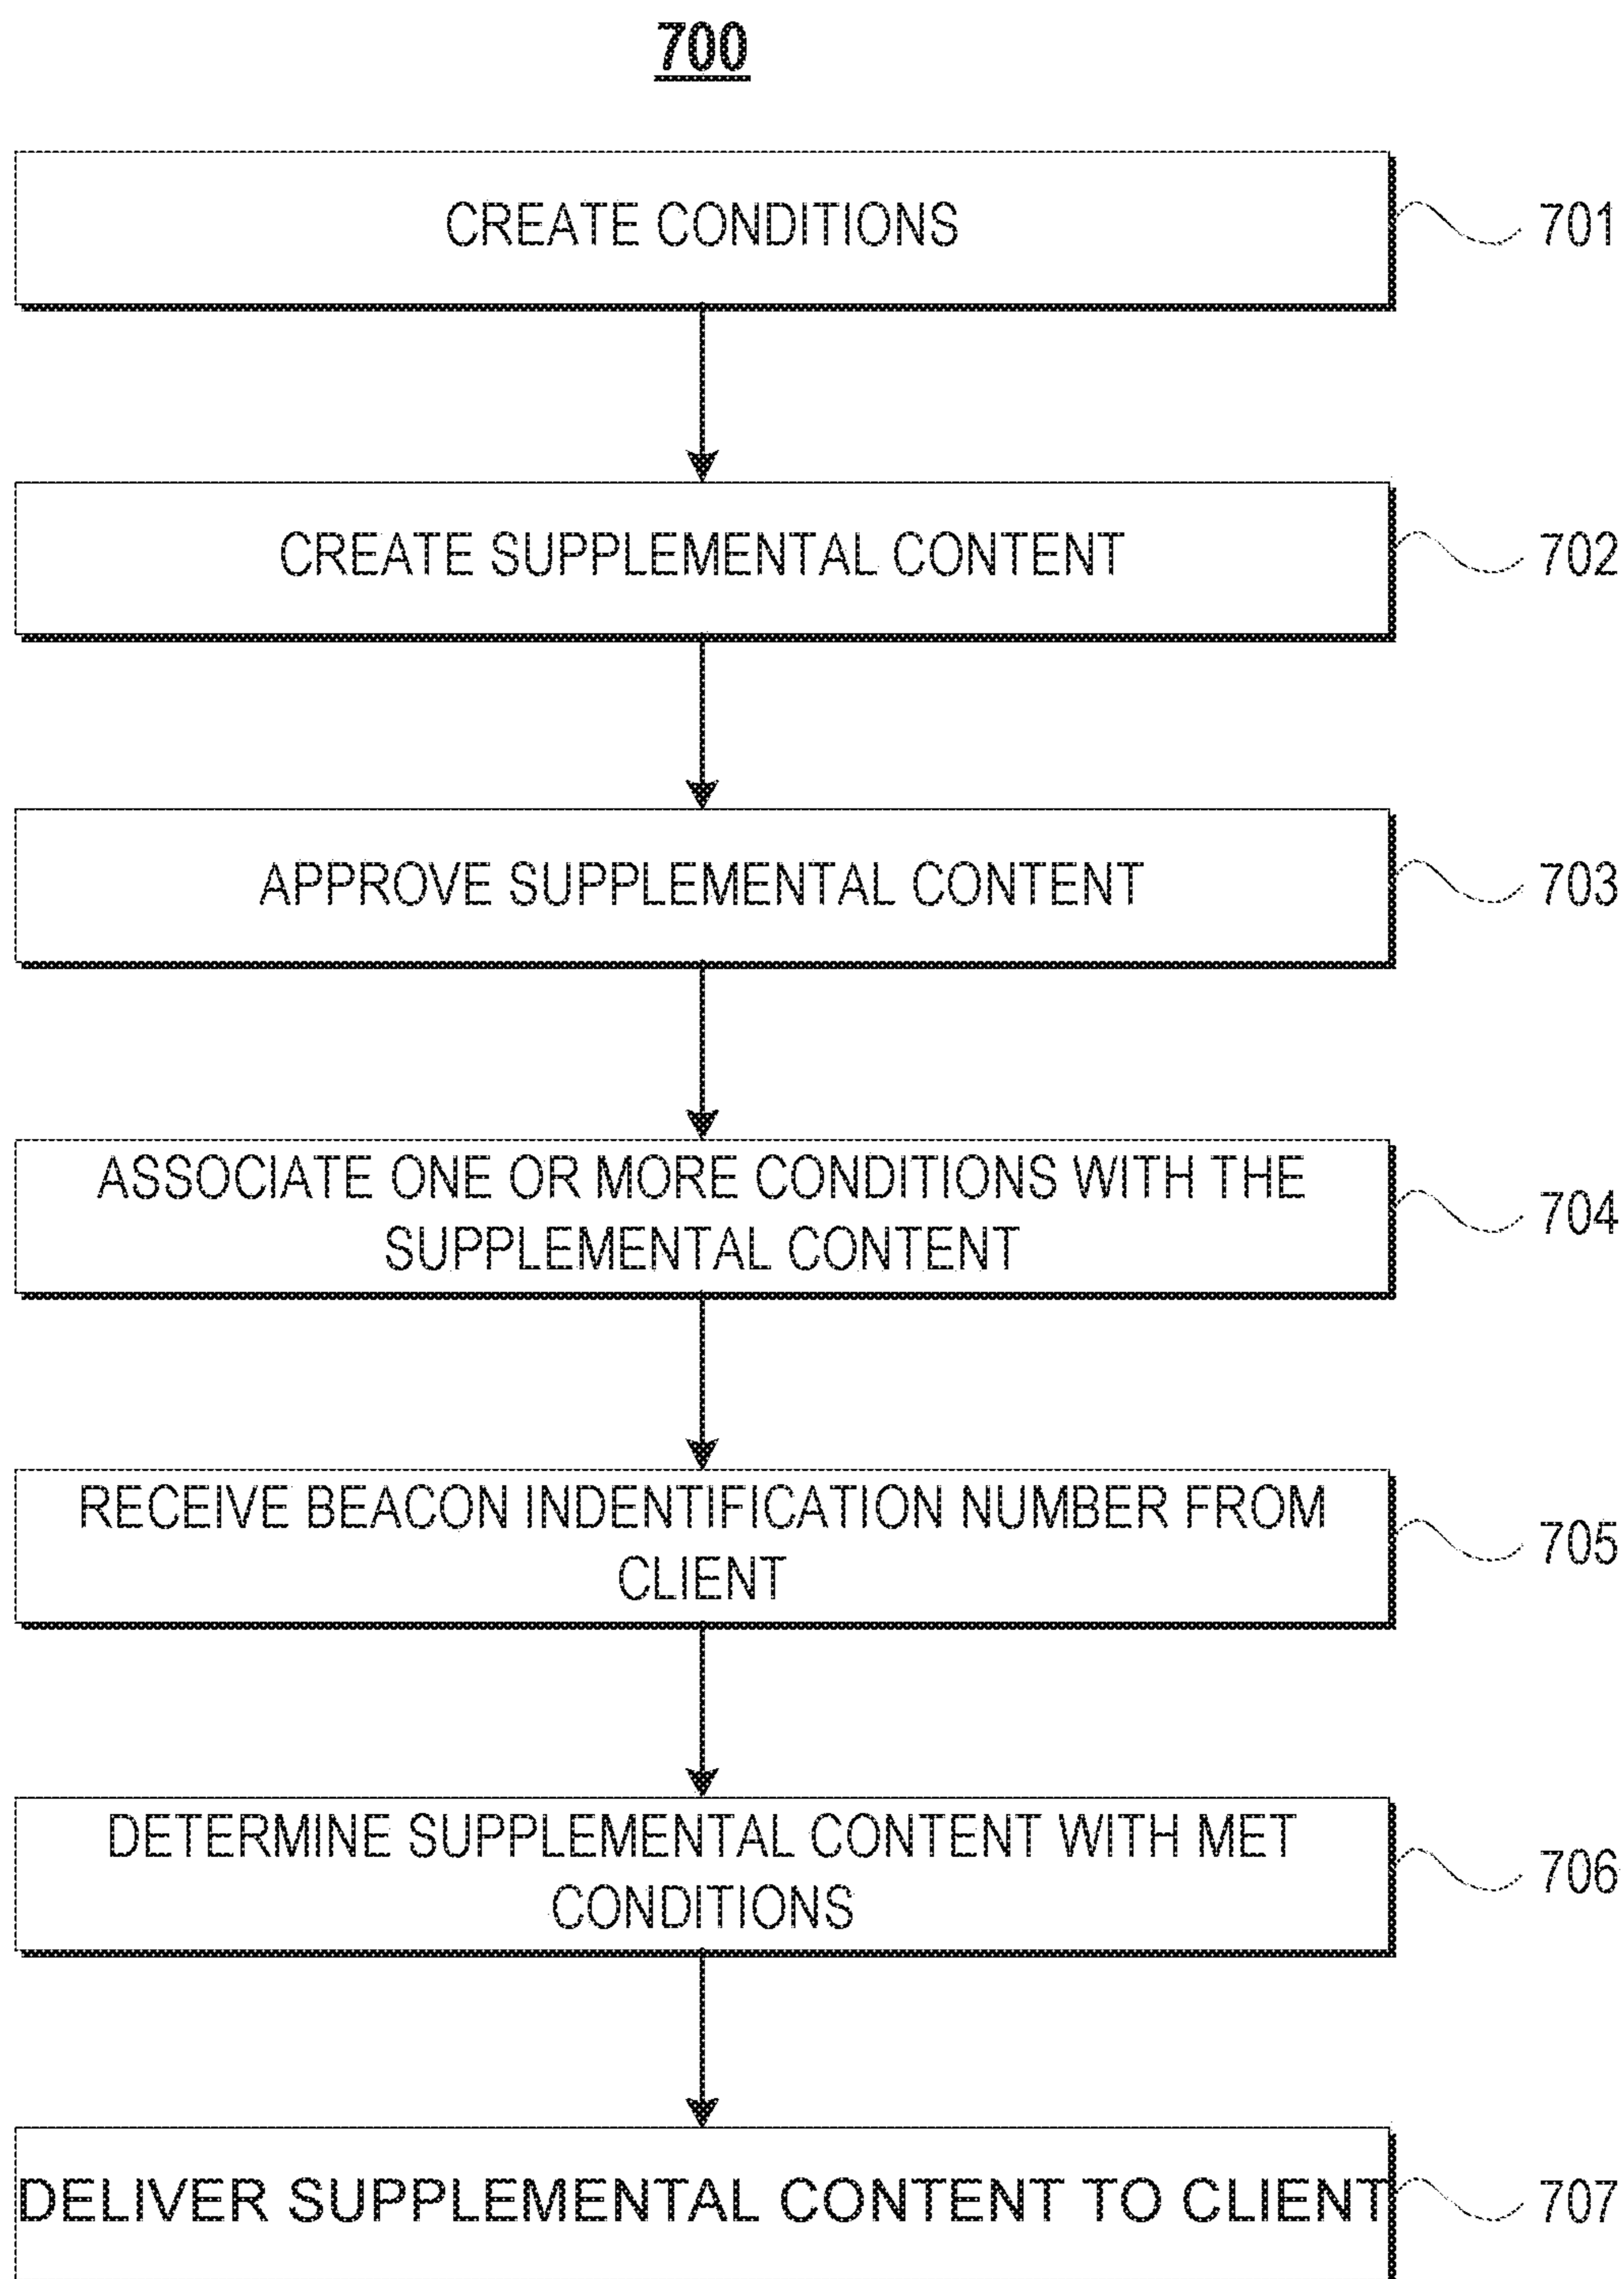 700
CREATE CONDITIONS
701
CREATE SUPPLEMENTAL CONTENT
702
APPROVE SUPPLEMENTAL CONTENT
703
ASSOCIATE ONE OR MORE CONDITIONS WITH THE
SUPPLEMENTAL CONTENT
704
RECEIVE BEACON INDENTIFICATION NUMBER FROM
CLIENT
705
DETERMINE SUPPLEMENTAL CONTENT WITH MET
CONDITIONS
706
DELIVER SUPPLEMENTAL CONTENT TO CLIENT
707